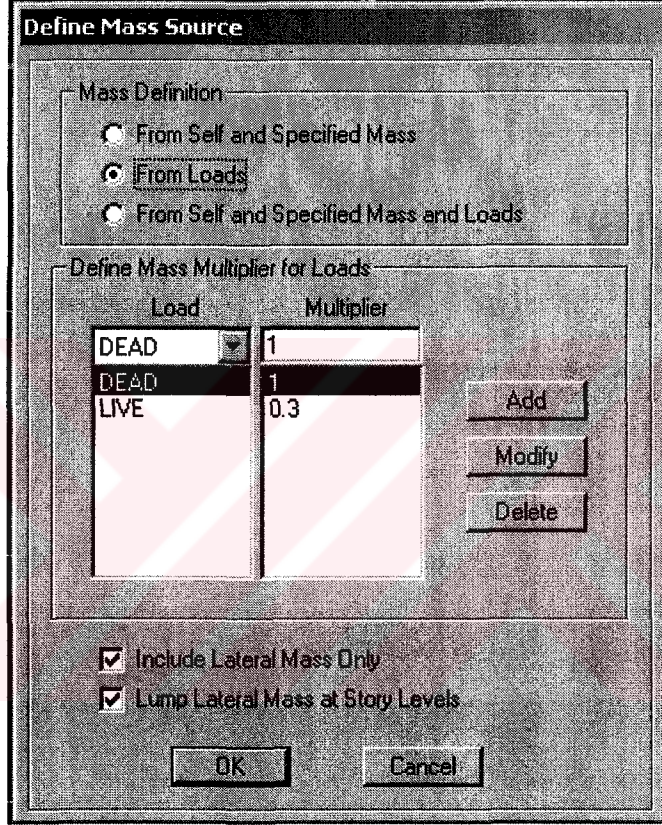 Define Mass Source
Mass Definition
From Self and Specified Mass
From Loads
From Self and Specified Mass and Loads
Define Mass Multiplier for Loads
Load Multiplier
DEAD 1
DEAD 1
LIVE 0.3
Add
Modify
Delete
Include Lateral Mass Only
Lump Lateral Mass at Story Levels
OK Cancel